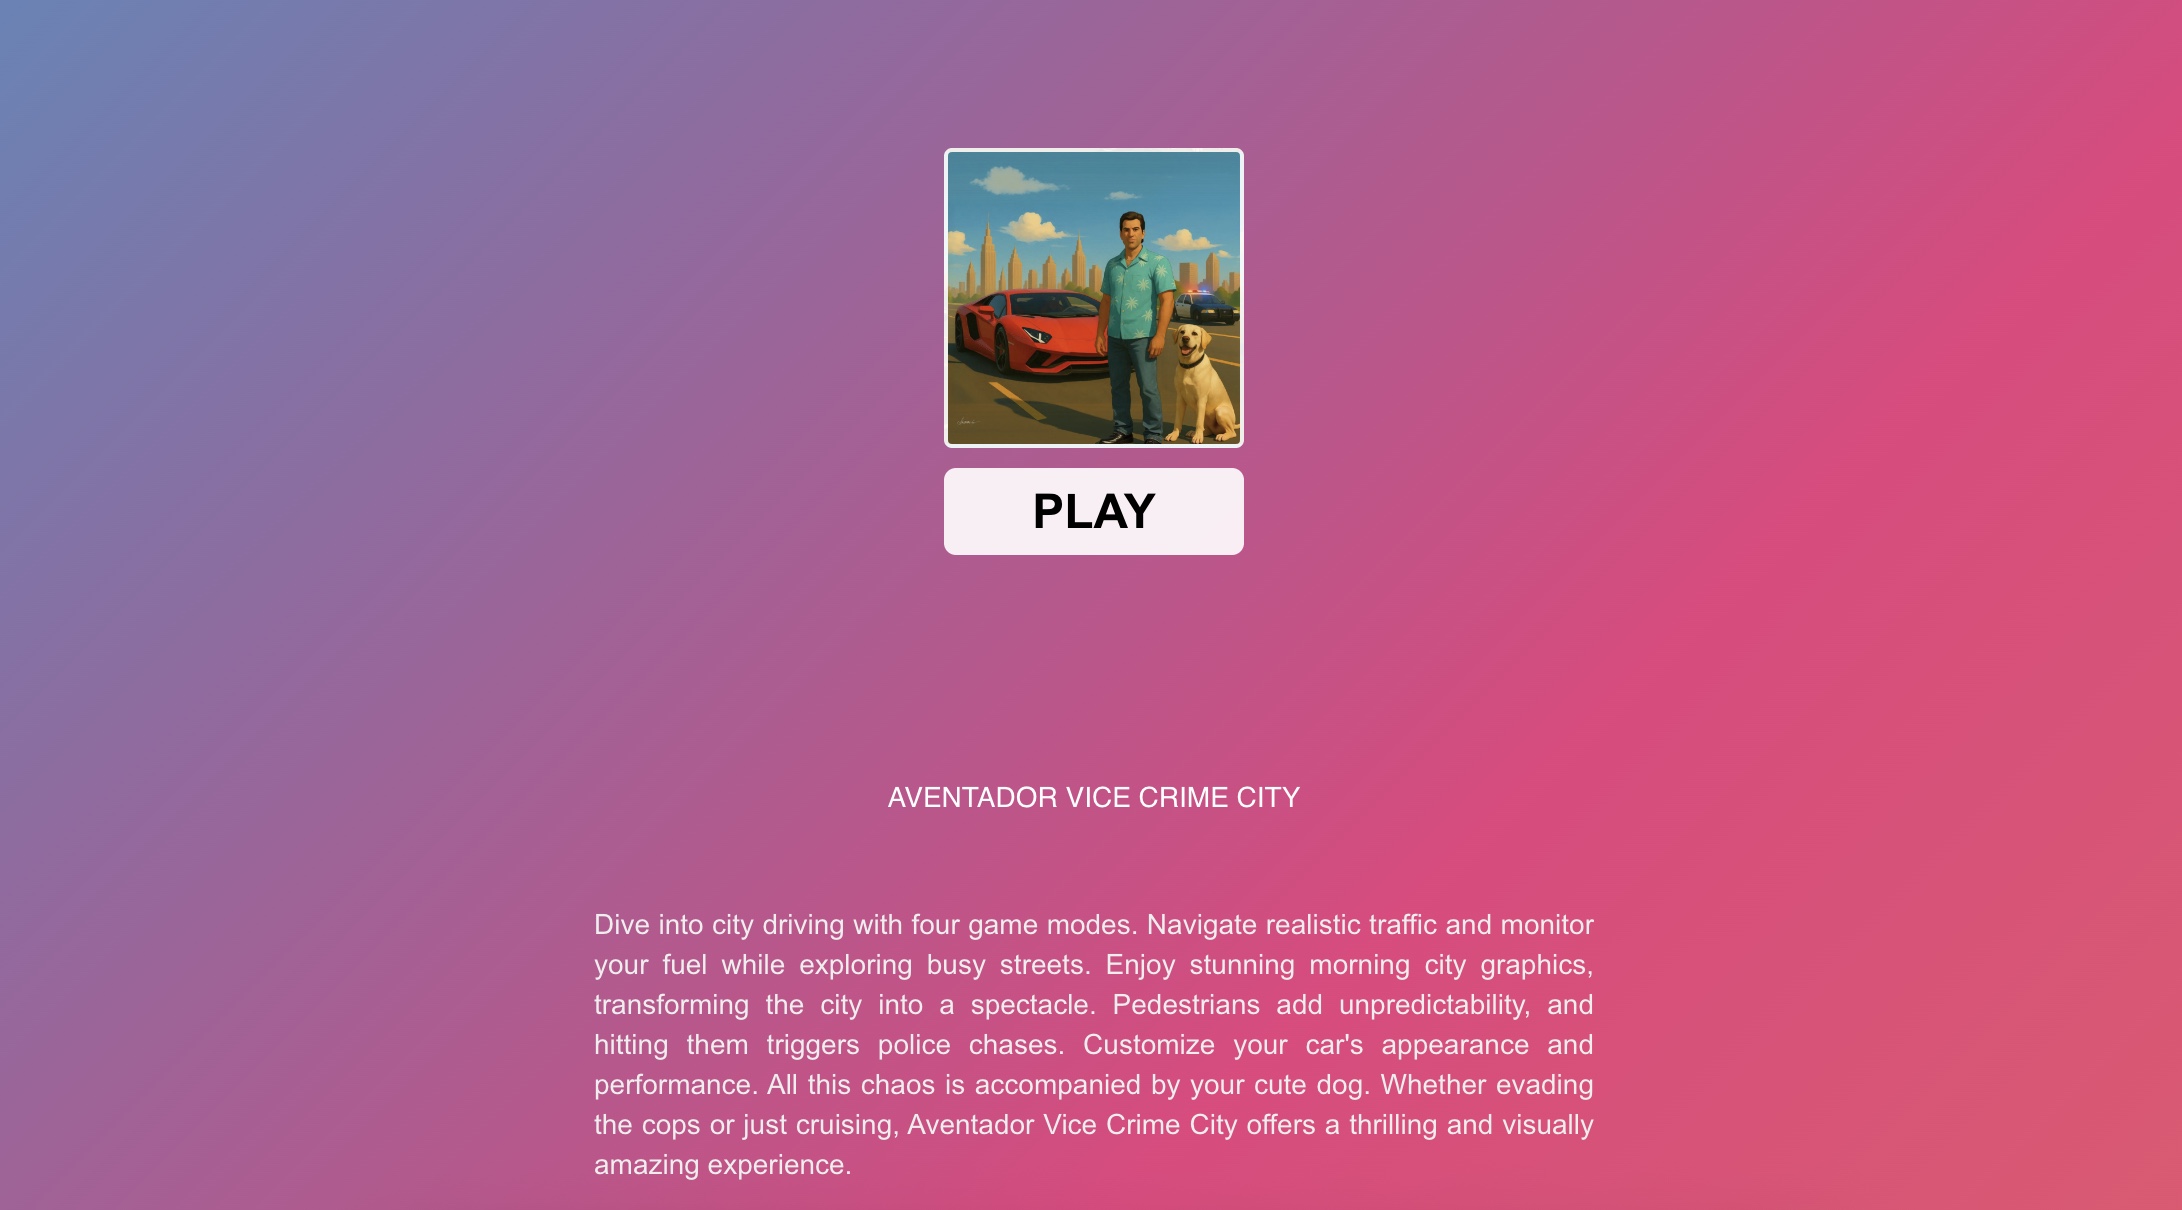 PLAY
AVENTADOR VICE CRIME CITY
Dive into city driving with four game modes. Navigate realistic traffic and monitor
your fuel while exploring busy streets. Enjoy stunning morning city graphics,
transforming the city into a spectacle. Pedestrians add unpredictability, and
hitting them triggers police chases. Customize your car's appearance and
performance. All this chaos is accompanied by your cute dog. Whether evading
the cops or just cruising, Aventador Vice Crime City offers a thrilling and visually
amazing experience.